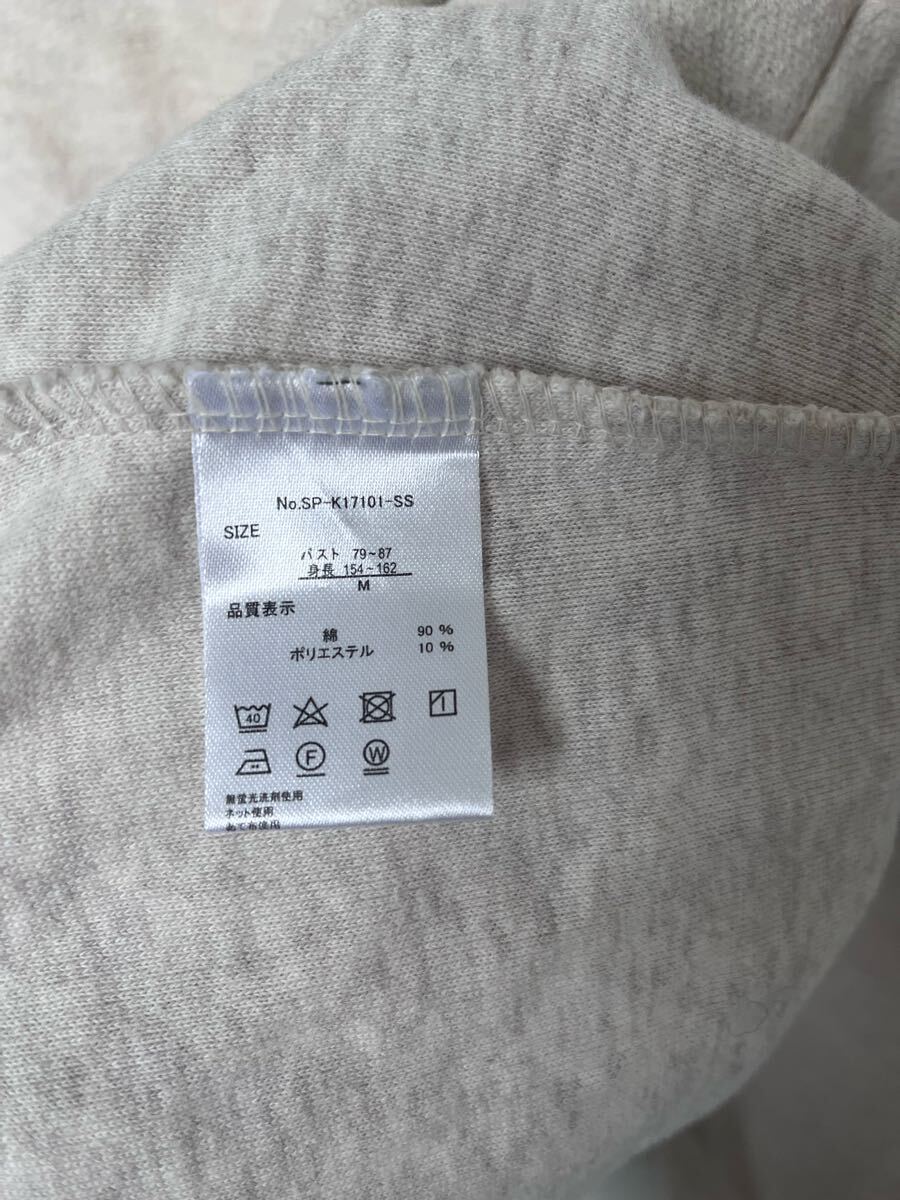 No.SP-K17101-SS
SIZE
バスト 79~87
身長 154~162
M
品質表示
綿 90 %
ポリエステル 10 %
40
F W
無蛍光洗剤使用
ネット使用
あて布使用